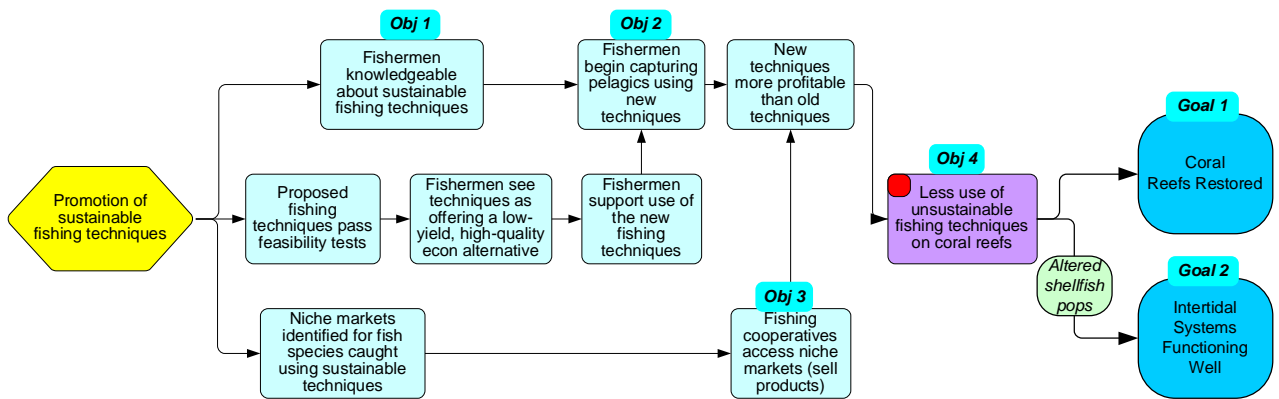 Promotion of
sustainable
fishing techniques
Obj 1
Fishermen
knowledgeable
about sustainable
fishing techniques
Obj 2
Fishermen
begin capturing
pelagics using
new
techniques
New
techniques
more profitable
than old
techniques
Proposed
fishing
techniques pass
feasibility tests
Fishermen see
techniques as
offering a low-
yield, high-quality
econ alternative
Fishermen
support use of
the new
fishing
techniques
Niche markets
identified for fish
species caught
using sustainable
techniques
Obj 3
Fishing
cooperatives
access niche
markets (sell
products)
Obj 4
Less use of
unsustainable
fishing techniques
on coral reefs
Altered
shellfish
pops
Goal 1
Coral
Reefs Restored
Goal 2
Intertidal
Systems
Functioning
Well